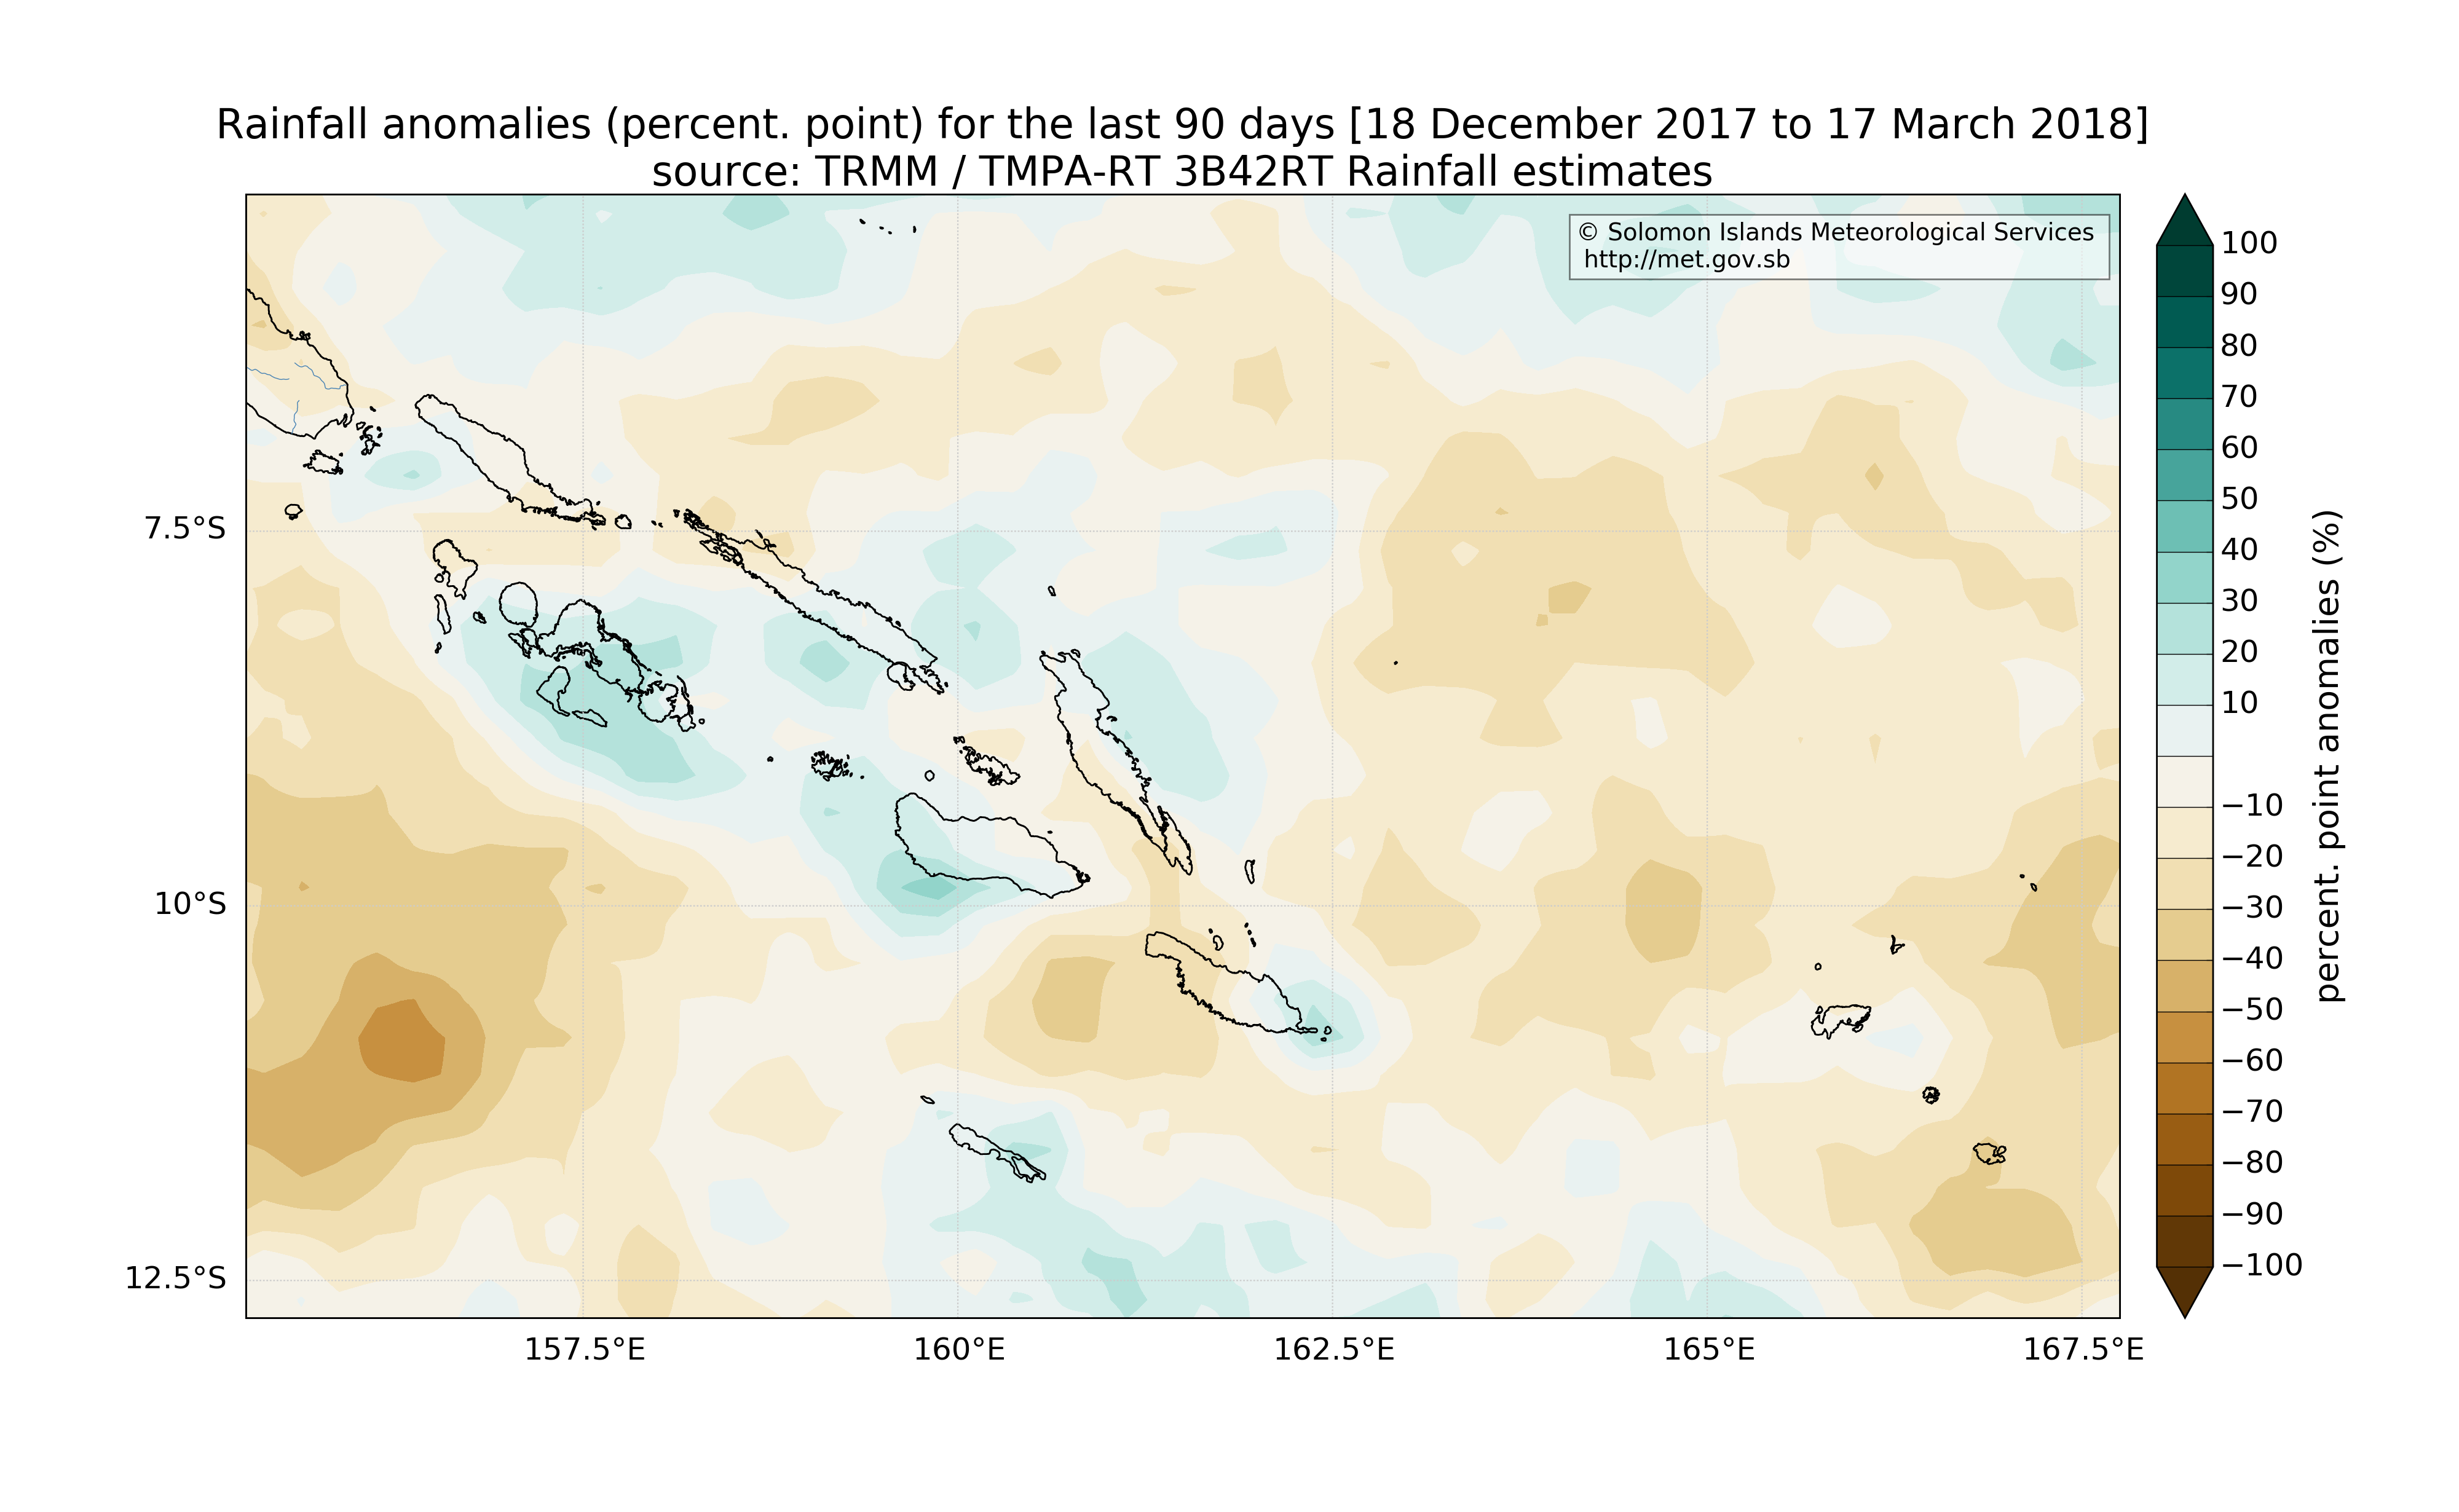 Rainfall anomalies (percent. point) for the last 90 days [18 December 2017 to 17 March 2018]
source: TRMM / TMPA-RT 3B42RT Rainfall estimates
© Solomon Islands Meteorological Services
http://met.gov.sb
7.5°S
10°S
12.5°S
157.5°E
160°E
162.5°E
165°E
167.5°E
100
90
80
70
60
50
40
30
20
10
−10
−20
−30
−40
−50
−60
−70
−80
−90
−100
percent. point anomalies (%)